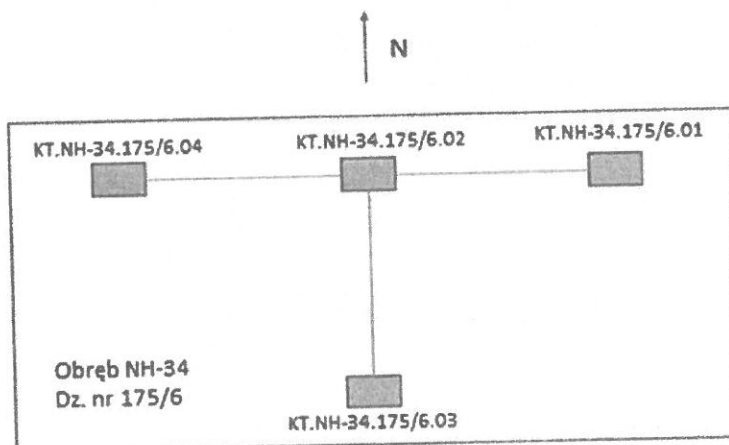 N
KT.NH-34.175/6.04
KT.NH-34.175/6.02
KT.NH-34.175/6.01
Obręb NH-34
Dz. nr 175/6
KT.NH-34.175/6.03